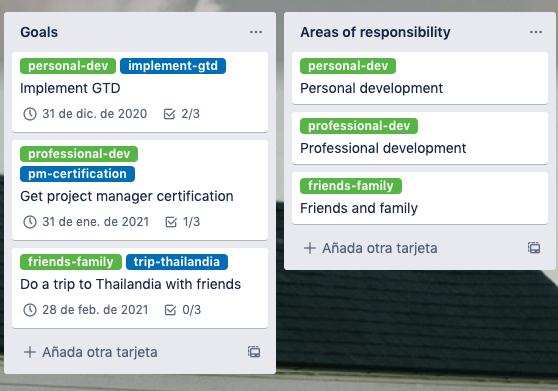 Goals
personal-dev implement-gtd
Implement GTD
31 de dic. de 2020 2/3
professional-dev
pm-certification
Get project manager certification
31 de ene. de 2021 1/3
friends-family trip-thailandia
Do a trip to Thailandia with friends
28 de feb. de 2021 0/3
Añada otra tarjeta
Areas of responsibility
personal-dev
Personal development
professional-dev
Professional development
friends-family
Friends and family
Añada otra tarjeta